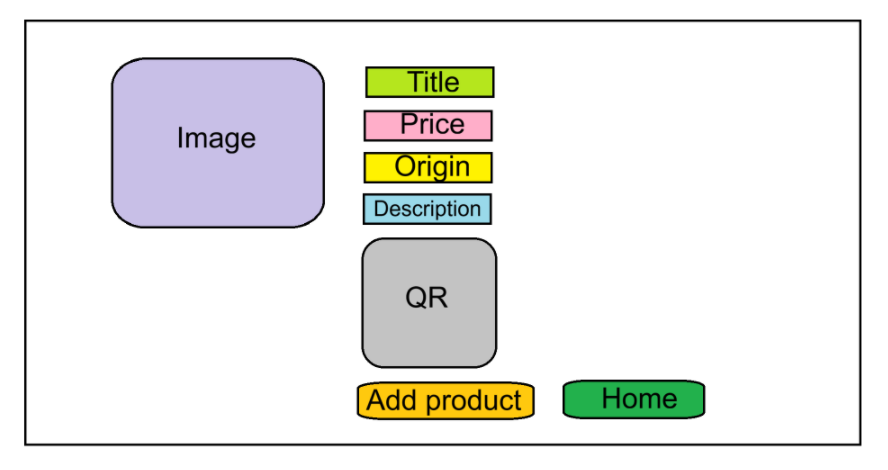 Image
Title
Price
Origin
Description
QR
Add product
Home